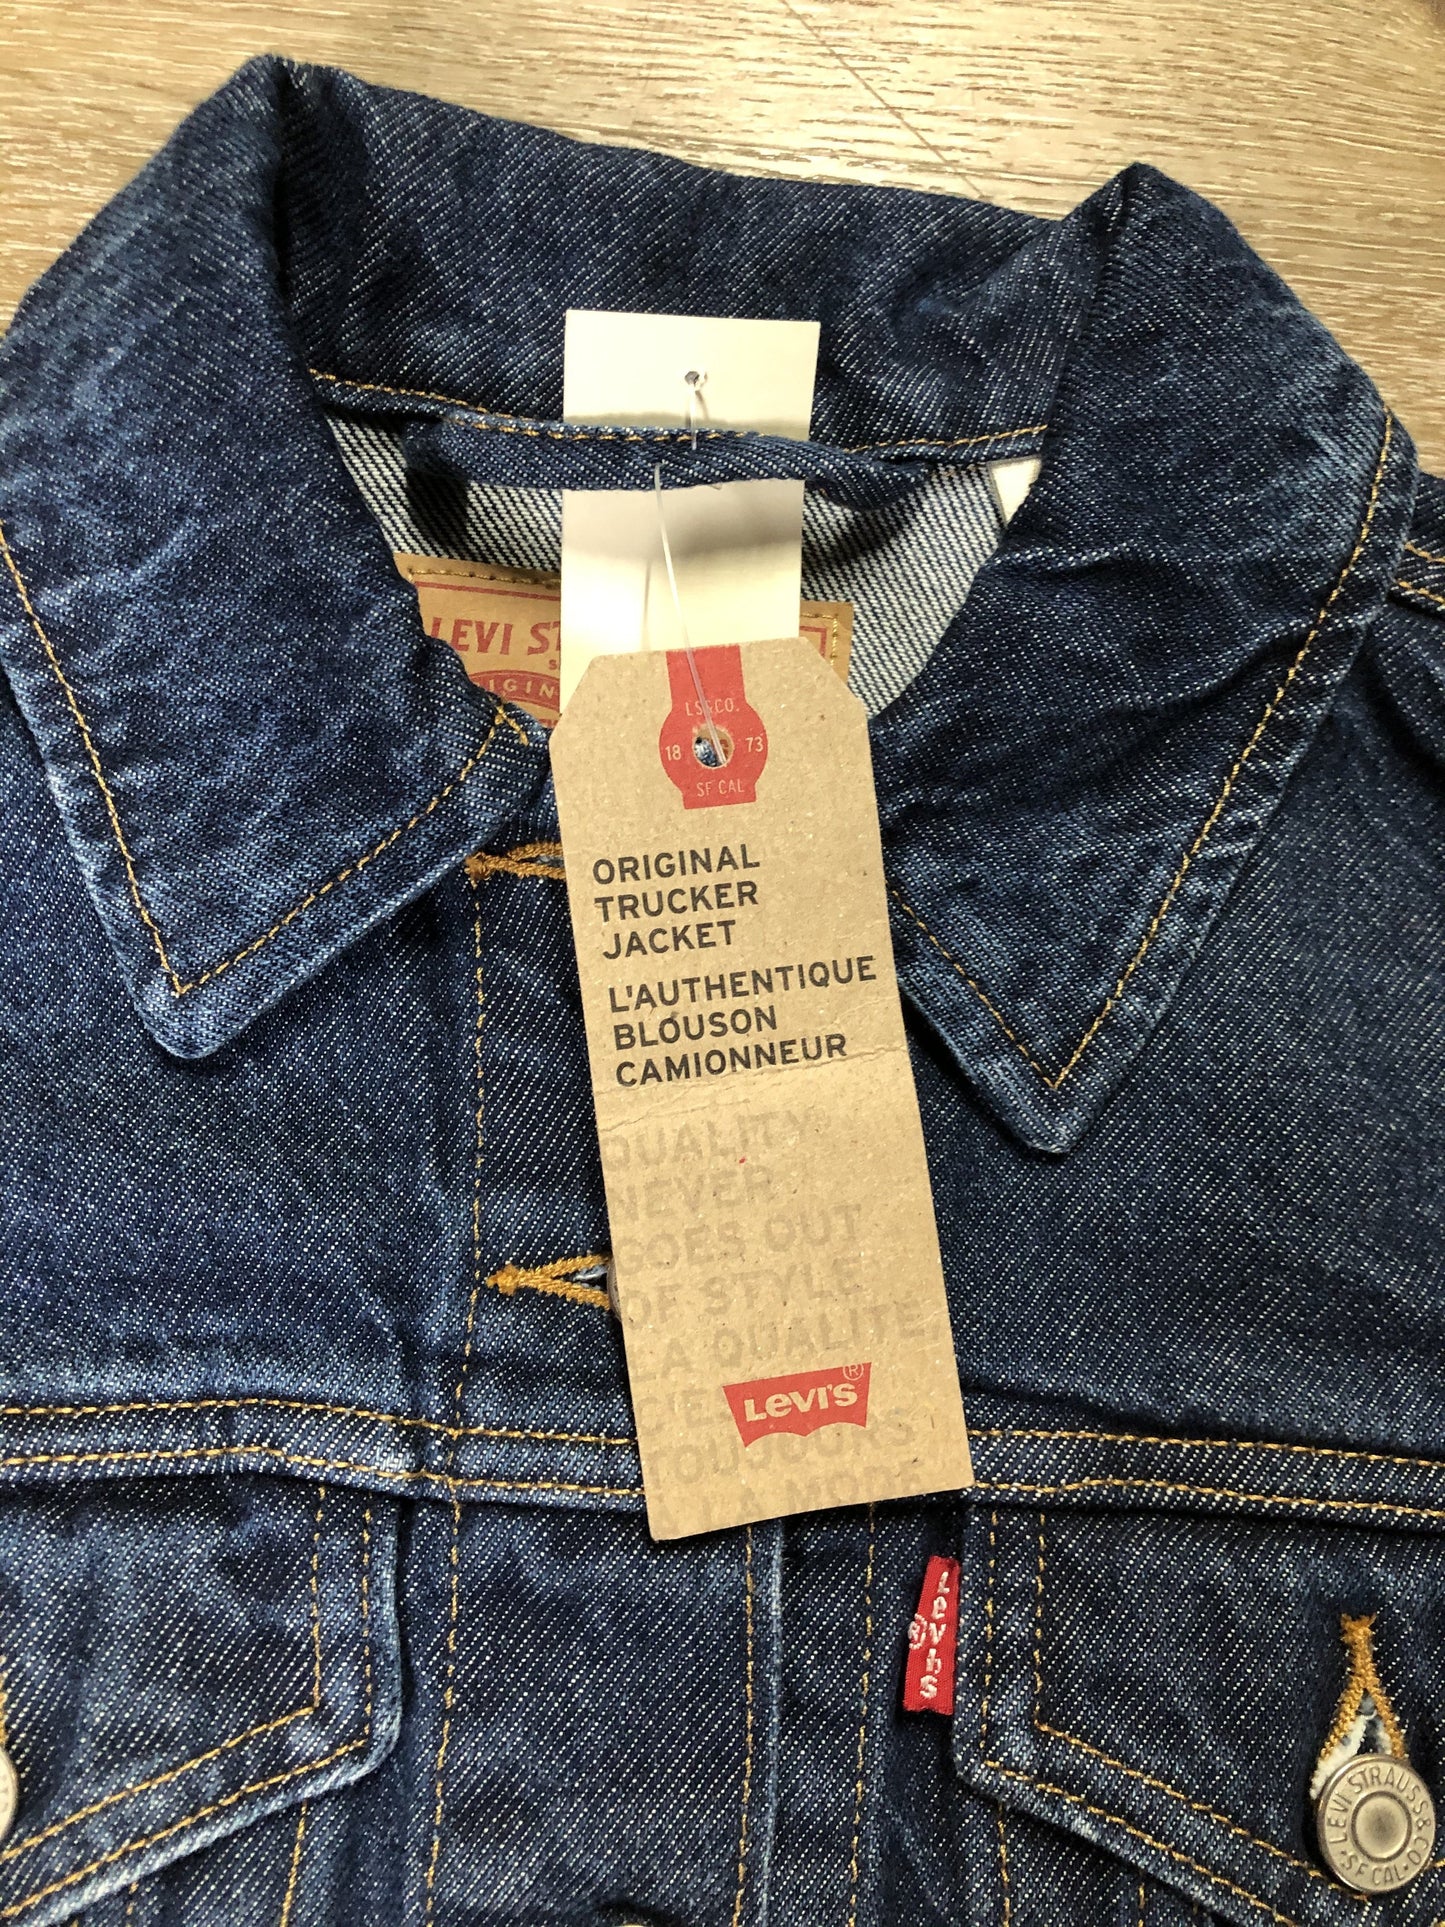 LEVI ST
LS&CO.
18 73
SF CAL
ORIGINAL
TRUCKER
JACKET
L'AUTHENTIQUE
BLOUSON
CAMIONNEUR
QUALITY
NEVER
GOES OUT
OF STYLE
LA QUALITÉ,
LEVI'S®
TOUJOURS
À LA MODE
LEVI'S ®
LEVI STRAUSS & CO
S F CAL